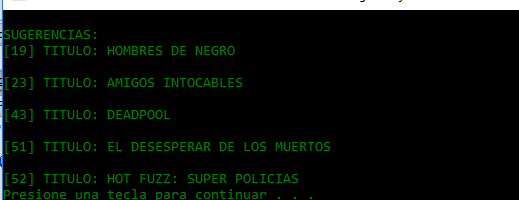 SUGERENCIAS:
[19] TITULO: HOMBRES DE NEGRO
[23] TITULO: AMIGOS INTOCABLES
[43] TITULO: DEADPOOL
[51] TITULO: EL DESESPERAR DE LOS MUERTOS
[52] TITULO: HOT FUZZ: SUPER POLICIAS
Presione una tecla para continuar . . .